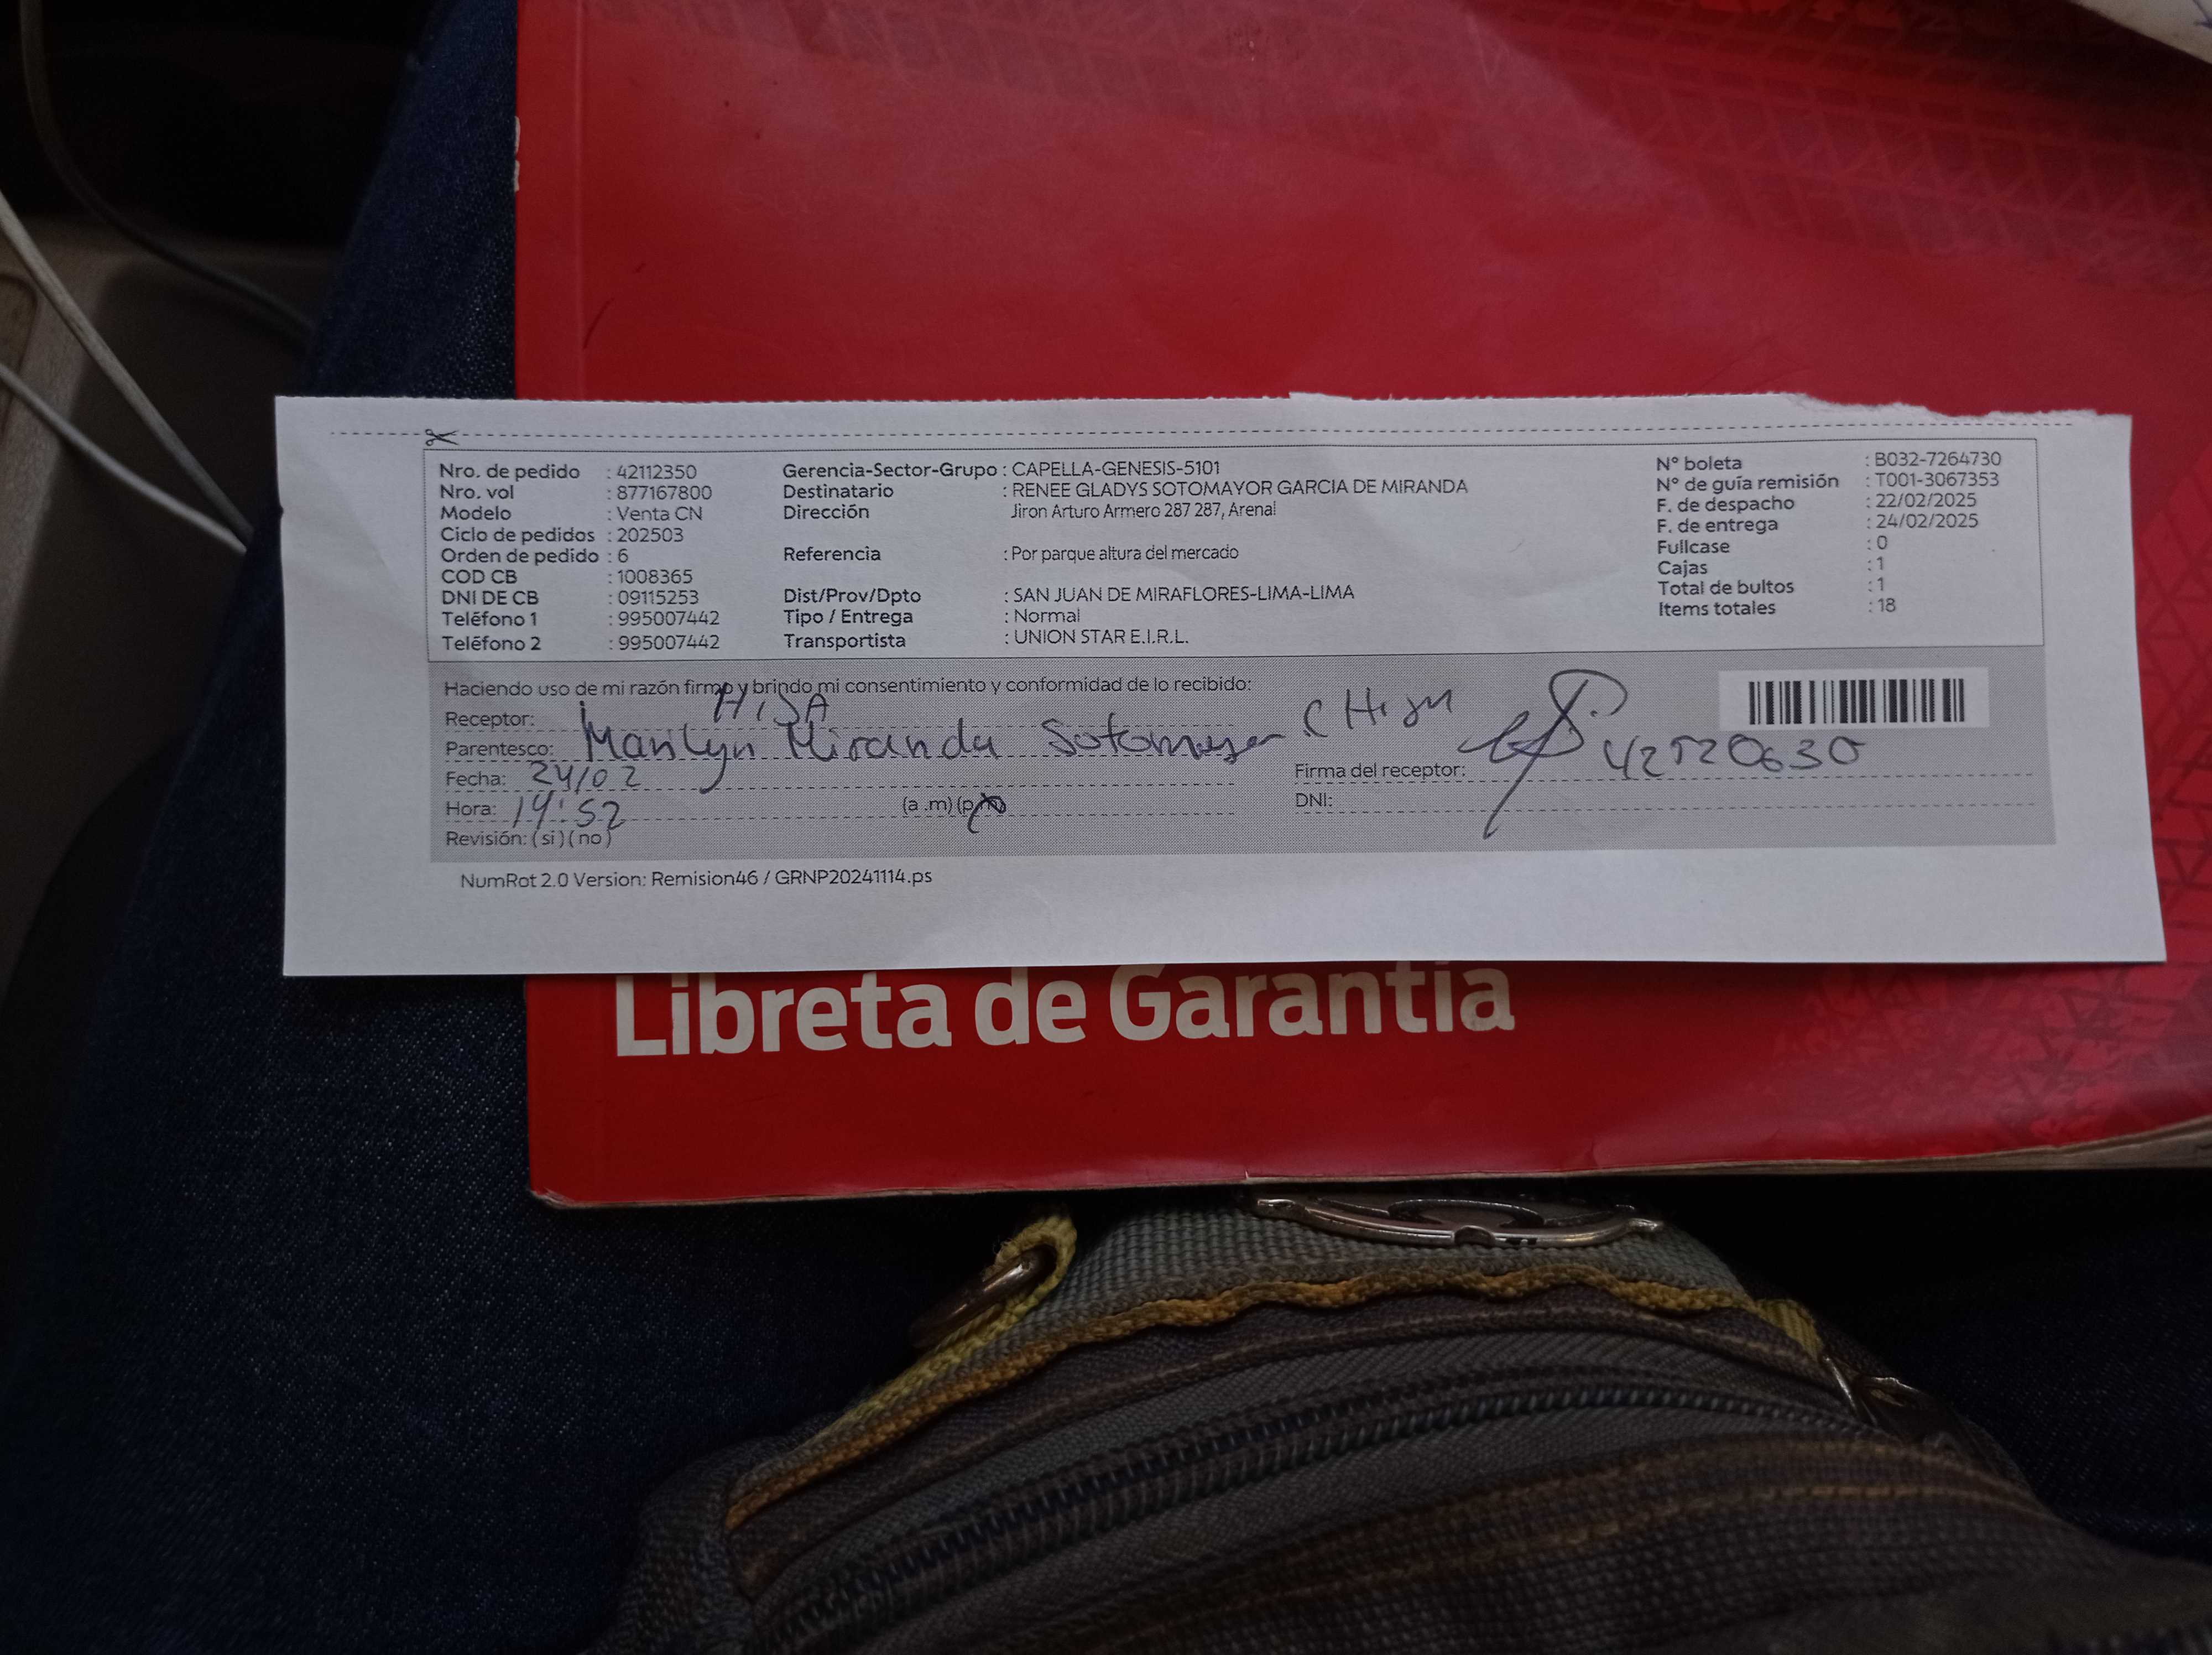 Nro. de pedido : 42112350
Nro. vol : 877167800
Modelo : Venta CN
Ciclo de pedidos : 202503
Orden de pedido : 6
COD CB : 1008365
DNI DE CB : 09115253
Teléfono 1 : 995007442
Teléfono 2 : 995007442
Gerencia-Sector-Grupo : CAPELLA-GENESIS-5101
Destinatario : RENEE GLADYS SOTOMAYOR GARCIA DE MIRANDA
Dirección Jiron Arturo Armero 287 287, Arenal
Referencia : Por parque altura del mercado
Dist/Prov/Dpto : SAN JUAN DE MIRAFLORES-LIMA-LIMA
Tipo / Entrega : Normal
Transportista : UNION STAR E.I.R.L.
N° boleta : B032-7264730
N° de guía remisión : T001-3067353
F. de despacho : 22/02/2025
F. de entrega : 24/02/2025
Fullcase : 0
Cajas : 1
Total de bultos : 1
Items totales : 18
Haciendo uso de mi razón firmo y brindo mi consentimiento y conformidad de lo recibido:
Receptor: HIJA
Parentesco: Marilyn Miranda Sotomayor
Fecha: 24/02
Hora: 14:52 (a .m)(p
Revisión: (si)(no)
Firma del receptor: 42520630
DNI:
NumRot 2.0 Version: Remision46 / GRNP20241114.ps
Libreta de Garantía